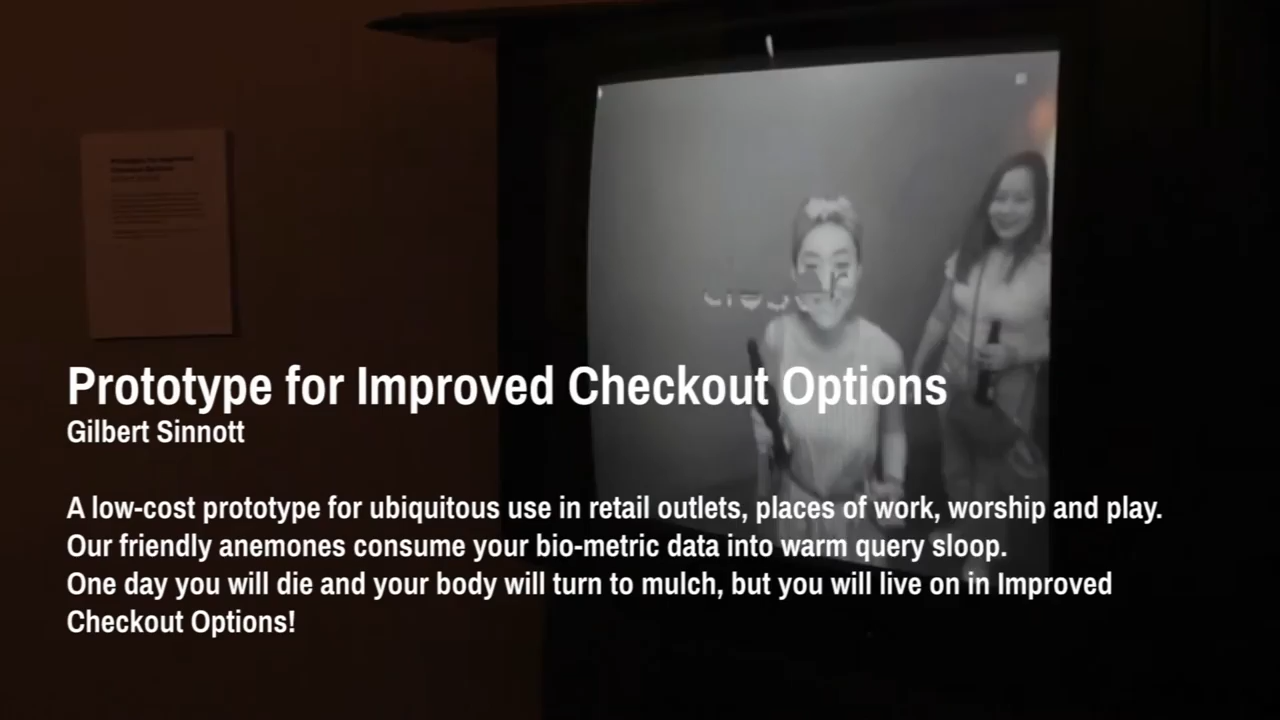 Prototype for Improved Checkout Options
Gilbert Sinnott
A low-cost prototype for ubiquitous use in retail outlets, places of work, worship and play.
Our friendly anemones consume your bio-metric data into warm query sloop.
One day you will die and your body will turn to mulch, but you will live on in Improved
Checkout Options!